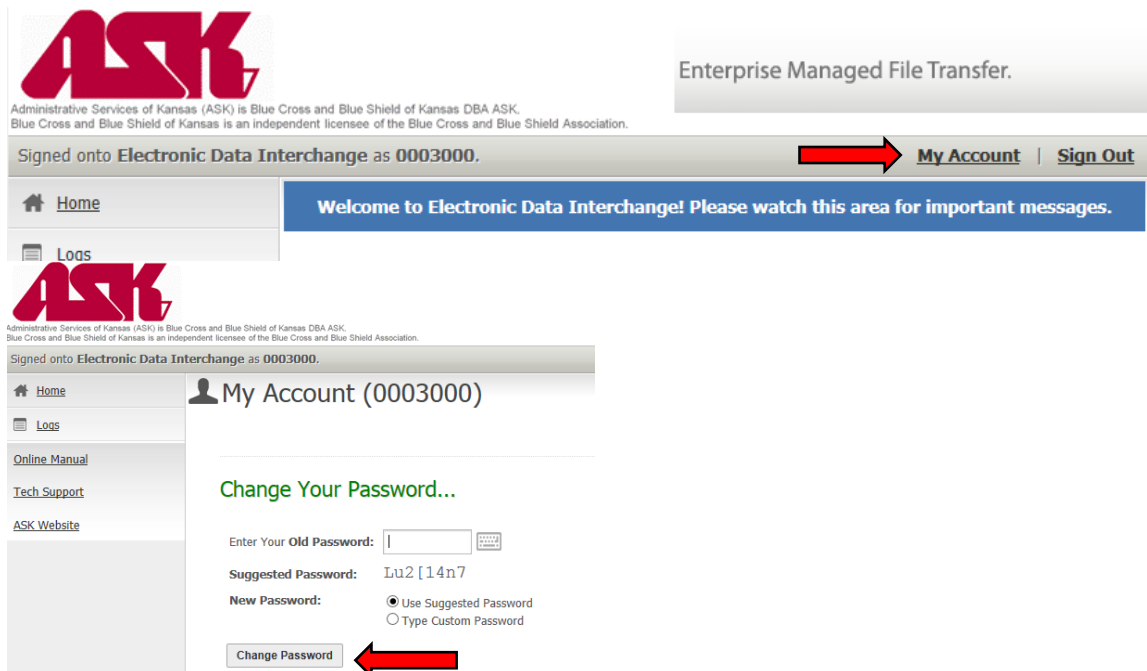 ASK
Enterprise Managed File Transfer.
Administrative Services of Kansas (ASK) is Blue Cross and Blue Shield of Kansas DBA ASK,
Blue Cross and Blue Shield of Kansas is an independent licensee of the Blue Cross and Blue Shield Association.
Signed onto Electronic Data Interchange as 0003000.
My Account | Sign Out
Home
Welcome to Electronic Data Interchange! Please watch this area for important messages.
Logs
ASK
Administrative Services of Kansas (ASK) is Blue Cross and Blue Shield of Kansas DBA ASK,
Blue Cross and Blue Shield of Kansas is an independent licensee of the Blue Cross and Blue Shield Association.
Signed onto Electronic Data Interchange as 0003000.
Home
Logs
Online Manual
Tech Support
ASK Website
My Account (0003000)
Change Your Password...
Enter Your Old Password:
Suggested Password: Lu2[14n7
New Password: Use Suggested Password
Type Custom Password
Change Password